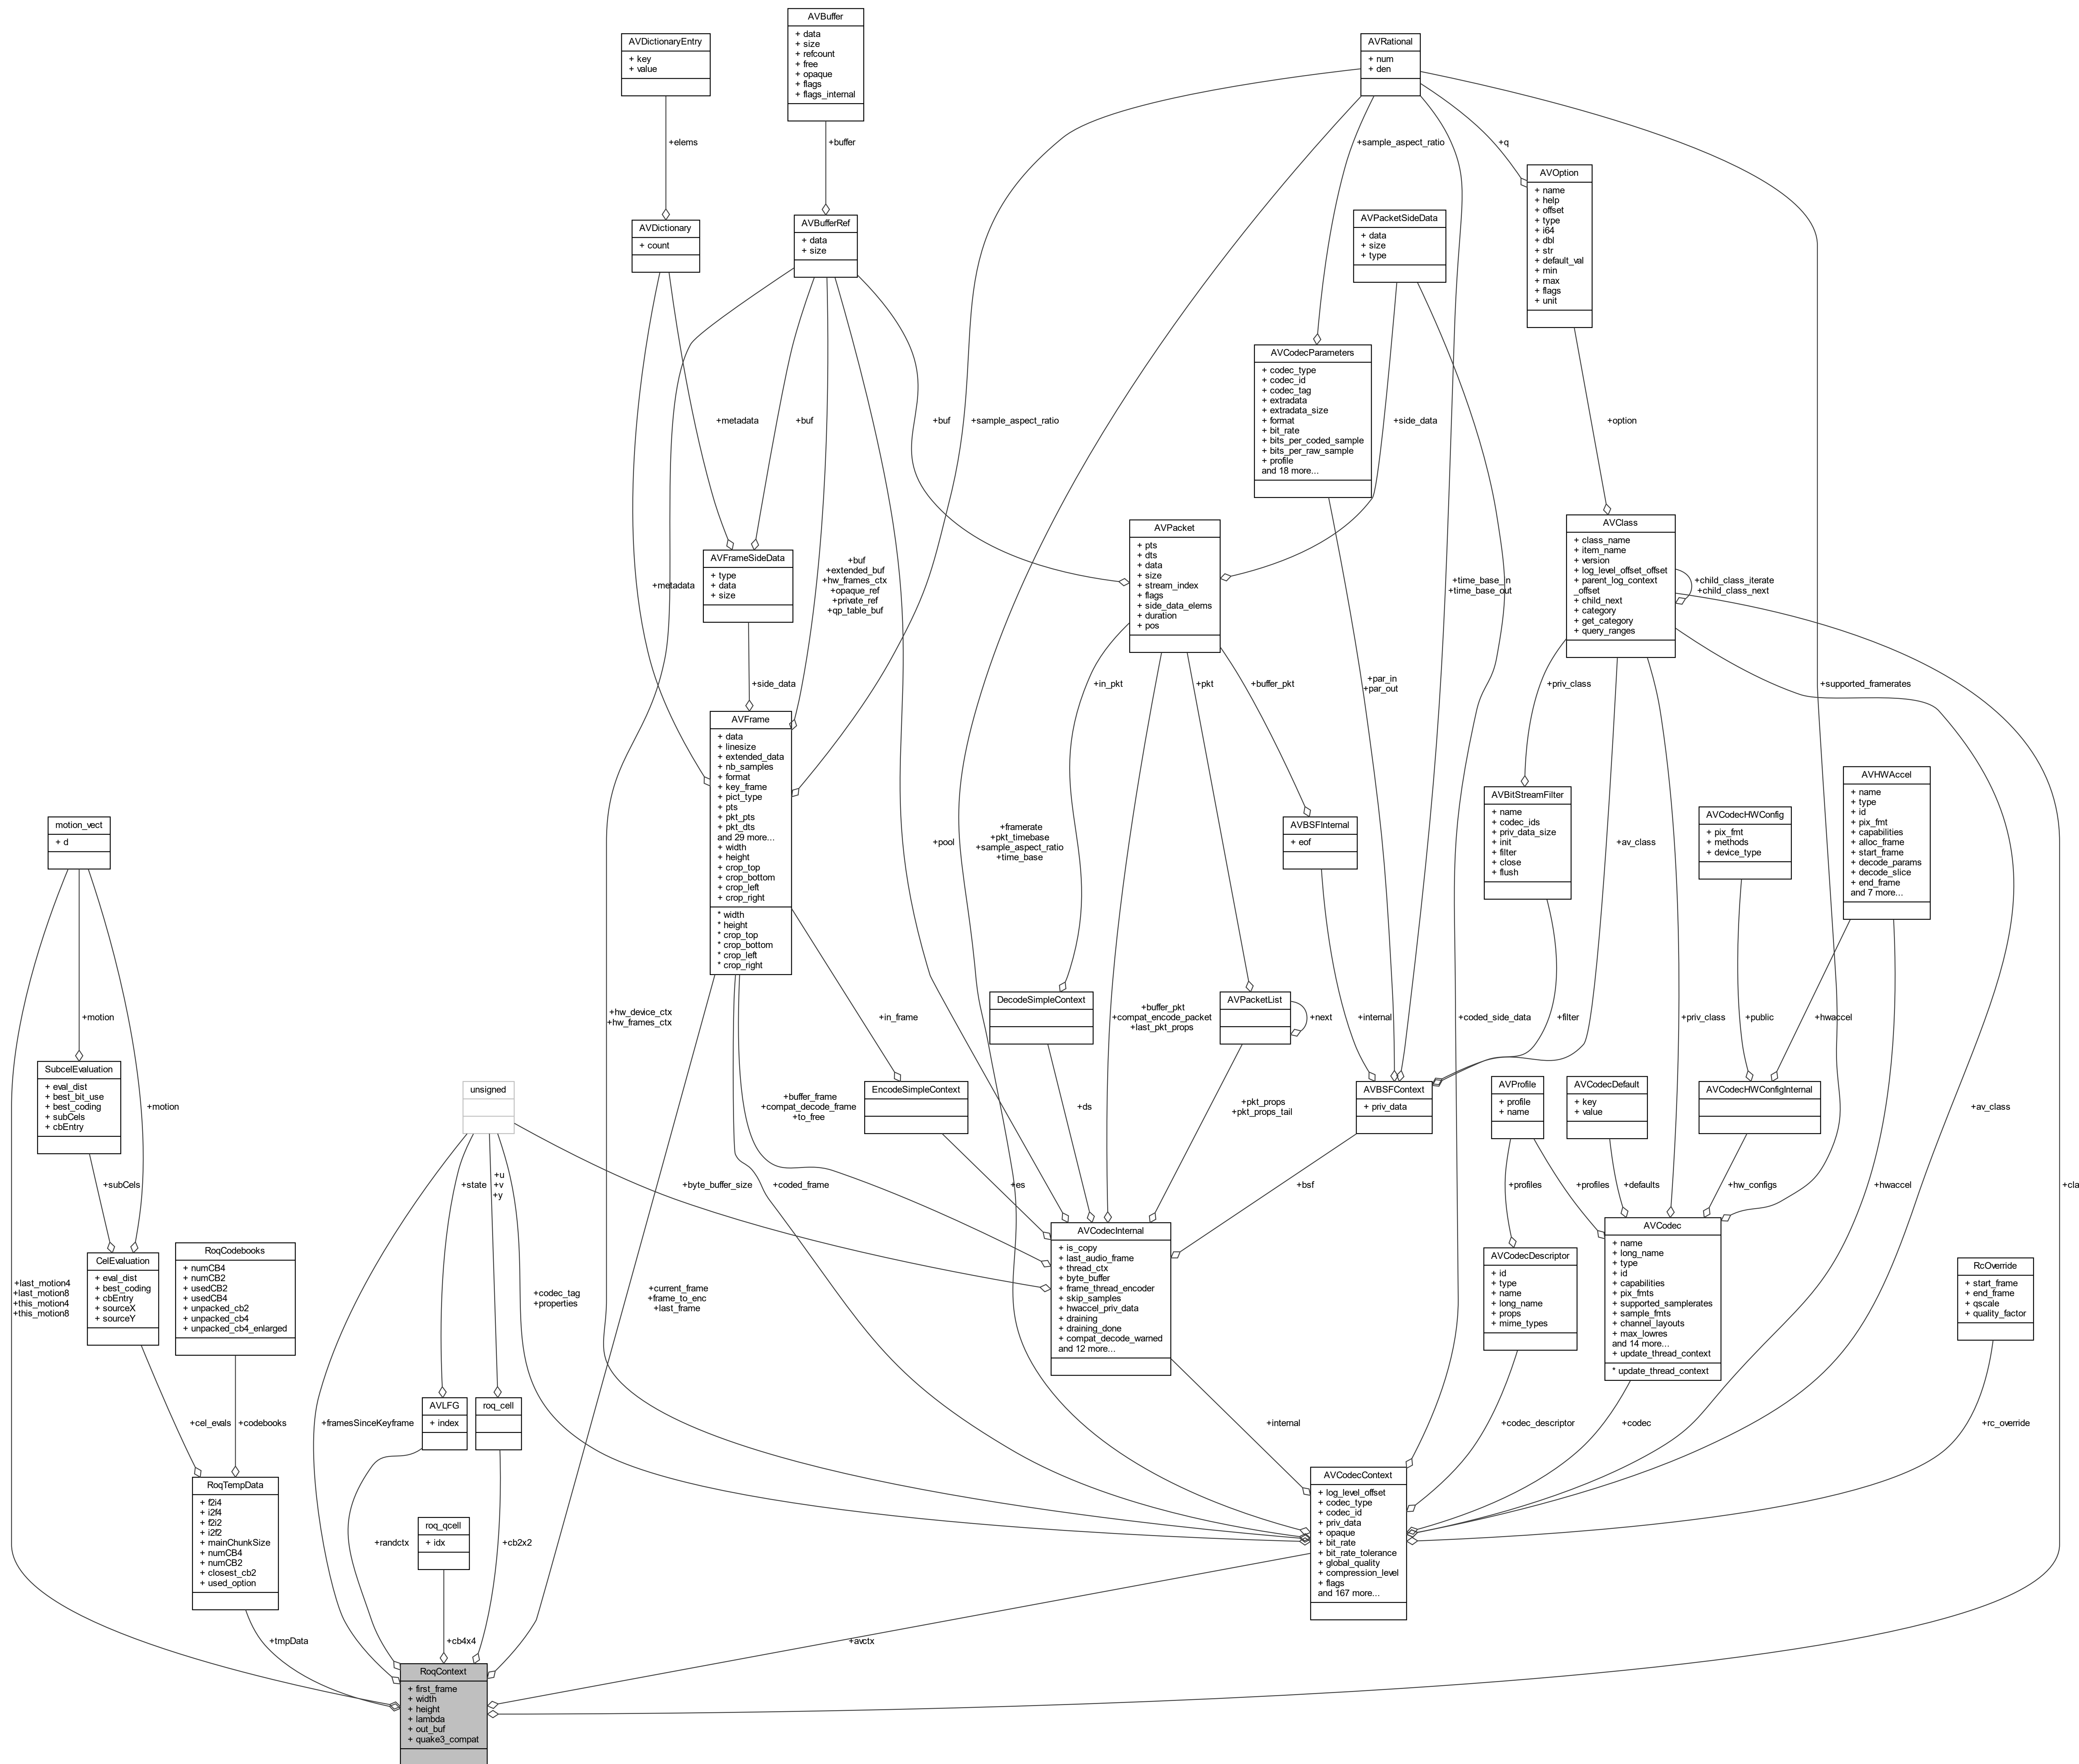 AVBuffer
+ data
+ size
+ refcount
+ free
+ opaque
+ flags
+ flags_internal
AVDictionaryEntry
+ key
+ value
AVRational
+ num
+ den
+elems
+buffer
+sample_aspect_ratio
+q
AVOption
+ name
+ help
+ offset
+ type
+ i64
+ dbl
+ str
+ default_val
+ min
+ max
+ flags
+ unit
AVDictionary
+ count
AVBufferRef
+ data
+ size
AVPacketSideData
+ data
+ size
+ type
AVCodecParameters
+ codec_type
+ codec_id
+ codec_tag
+ extradata
+ extradata_size
+ format
+ bit_rate
+ bits_per_coded_sample
+ bits_per_raw_sample
+ profile
and 18 more...
+metadata
+buf
+buf
+sample_aspect_ratio
+side_data
+option
AVPacket
+ pts
+ dts
+ data
+ size
+ stream_index
+ flags
+ side_data_elems
+ duration
+ pos
AVClass
+ class_name
+ item_name
+ version
+ log_level_offset_offset
+ parent_log_context
_offset
+ child_next
+ category
+ get_category
+ query_ranges
+child_class_iterate
+child_class_next
AVFrameSideData
+ type
+ data
+ size
+metadata
+buf
+extended_buf
+hw_frames_ctx
+opaque_ref
+private_ref
+qp_table_buf
+time_base_in
+time_base_out
+side_data
+in_pkt
+pkt
+buffer_pkt
+par_in
+par_out
+priv_class
+supported_framerates
AVFrame
+ data
+ linesize
+ extended_data
+ nb_samples
+ format
+ key_frame
+ pict_type
+ pts
+ pkt_pts
+ pkt_dts
and 29 more...
+ width
+ height
+ crop_top
+ crop_bottom
+ crop_left
+ crop_right
* width
* height
* crop_top
* crop_bottom
* crop_left
* crop_right
AVHWAccel
+ name
+ type
+ id
+ pix_fmt
+ capabilities
+ alloc_frame
+ start_frame
+ decode_params
+ decode_slice
+ end_frame
and 7 more...
AVBitStreamFilter
+ name
+ codec_ids
+ priv_data_size
+ init
+ filter
+ close
+ flush
AVCodecHWConfig
+ pix_fmt
+ methods
+ device_type
motion_vect
+ d
AVBSFInternal
+ eof
+pool
+framerate
+pkt_timebase
+sample_aspect_ratio
+time_base
+av_class
DecodeSimpleContext
AVPacketList
+next
+motion
+hw_device_ctx
+hw_frames_ctx
+in_frame
+buffer_pkt
+compat_encode_packet
+last_pkt_props
+internal
+coded_side_data
+filter
+priv_class
+public
+hwaccel
SubcelEvaluation
+ eval_dist
+ best_bit_use
+ best_coding
+ subCels
+ cbEntry
+motion
unsigned
+buffer_frame
+compat_decode_frame
+to_free
EncodeSimpleContext
+ds
+pkt_props
+pkt_props_tail
AVBSFContext
+ priv_data
AVProfile
+ profile
+ name
AVCodecDefault
+ key
+ value
AVCodecHWConfigInternal
+av_class
+subCels
+state
+u
+v
+y
+byte_buffer_size
+coded_frame
+es
+bsf
+profiles
+profiles
+defaults
+hw_configs
+hwaccel
+cla
CelEvaluation
+ eval_dist
+ best_coding
+ cbEntry
+ sourceX
+ sourceY
RoqCodebooks
+ numCB4
+ numCB2
+ usedCB2
+ usedCB4
+ unpacked_cb2
+ unpacked_cb4
+ unpacked_cb4_enlarged
AVCodecInternal
+ is_copy
+ last_audio_frame
+ thread_ctx
+ byte_buffer
+ frame_thread_encoder
+ skip_samples
+ hwaccel_priv_data
+ draining
+ draining_done
+ compat_decode_warned
and 12 more...
AVCodecDescriptor
+ id
+ type
+ name
+ long_name
+ props
+ mime_types
AVCodec
+ name
+ long_name
+ type
+ id
+ capabilities
+ pix_fmts
+ supported_samplerates
+ sample_fmts
+ channel_layouts
+ max_lowres
and 14 more...
+ update_thread_context
* update_thread_context
RcOverride
+ start_frame
+ end_frame
+ qscale
+ quality_factor
+last_motion4
+last_motion8
+this_motion4
+this_motion8
+codec_tag
+properties
+current_frame
+frame_to_enc
+last_frame
+cel_evals
+codebooks
+framesSinceKeyframe
AVLFG
+ index
roq_cell
+internal
+codec_descriptor
+codec
+rc_override
RoqTempData
+ f2i4
+ i2f4
+ f2i2
+ i2f2
+ mainChunkSize
+ numCB4
+ numCB2
+ closest_cb2
+ used_option
roq_qcell
+ idx
+randctx
+cb2x2
AVCodecContext
+ log_level_offset
+ codec_type
+ codec_id
+ priv_data
+ opaque
+ bit_rate
+ bit_rate_tolerance
+ global_quality
+ compression_level
+ flags
and 167 more...
+tmpData
+cb4x4
+avctx
RoqContext
+ first_frame
+ width
+ height
+ lambda
+ out_buf
+ quake3_compat